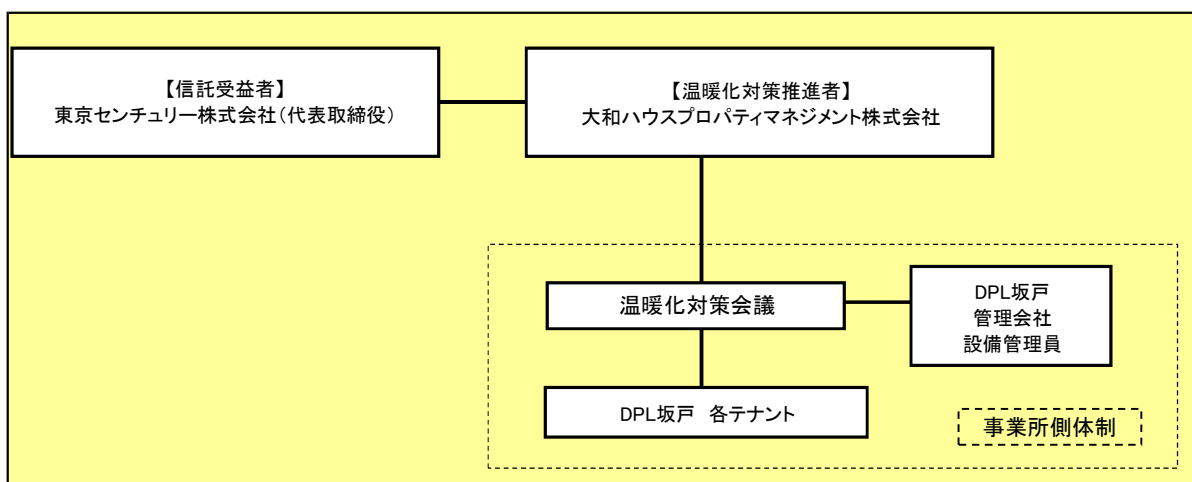 【信託受益者】
東京センチュリー株式会社（代表取締役）
【温暖化対策推進者】
大和ハウスプロパティマネジメント株式会社
温暖化対策会議
DPL坂戸
管理会社
設備管理員
DPL坂戸　各テナント
事業所側体制